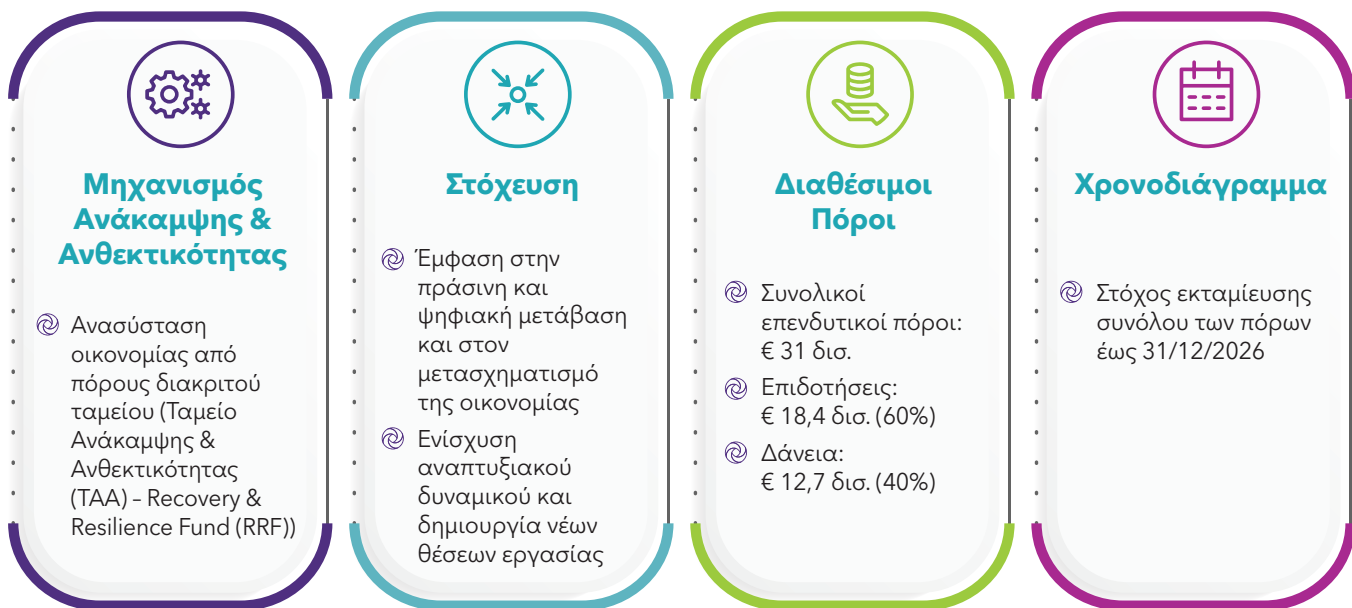 Μηχανισμός
Ανάκαμψης &
Ανθεκτικότητας
Ανασύσταση
οικονομίας από
πόρους διακριτού
ταμείου (Ταμείο
Ανάκαμψης &
Ανθεκτικότητας
(ΤΑΑ) – Recovery &
Resilience Fund (RRF))
Στόχευση
Έμφαση στην
πράσινη και
ψηφιακή μετάβαση
και στον
μετασχηματισμό
της οικονομίας
Ενίσχυση
αναπτυξιακού
δυναμικού και
δημιουργία νέων
θέσεων εργασίας
Διαθέσιμοι
Πόροι
Συνολικοί
επενδυτικοί πόροι:
€ 31 δισ.
Επιδοτήσεις:
€ 18,4 δισ. (60%)
Δάνεια:
€ 12,7 δισ. (40%)
Χρονοδιάγραμμα
Στόχος εκταμίευσης
συνόλου των πόρων
έως 31/12/2026